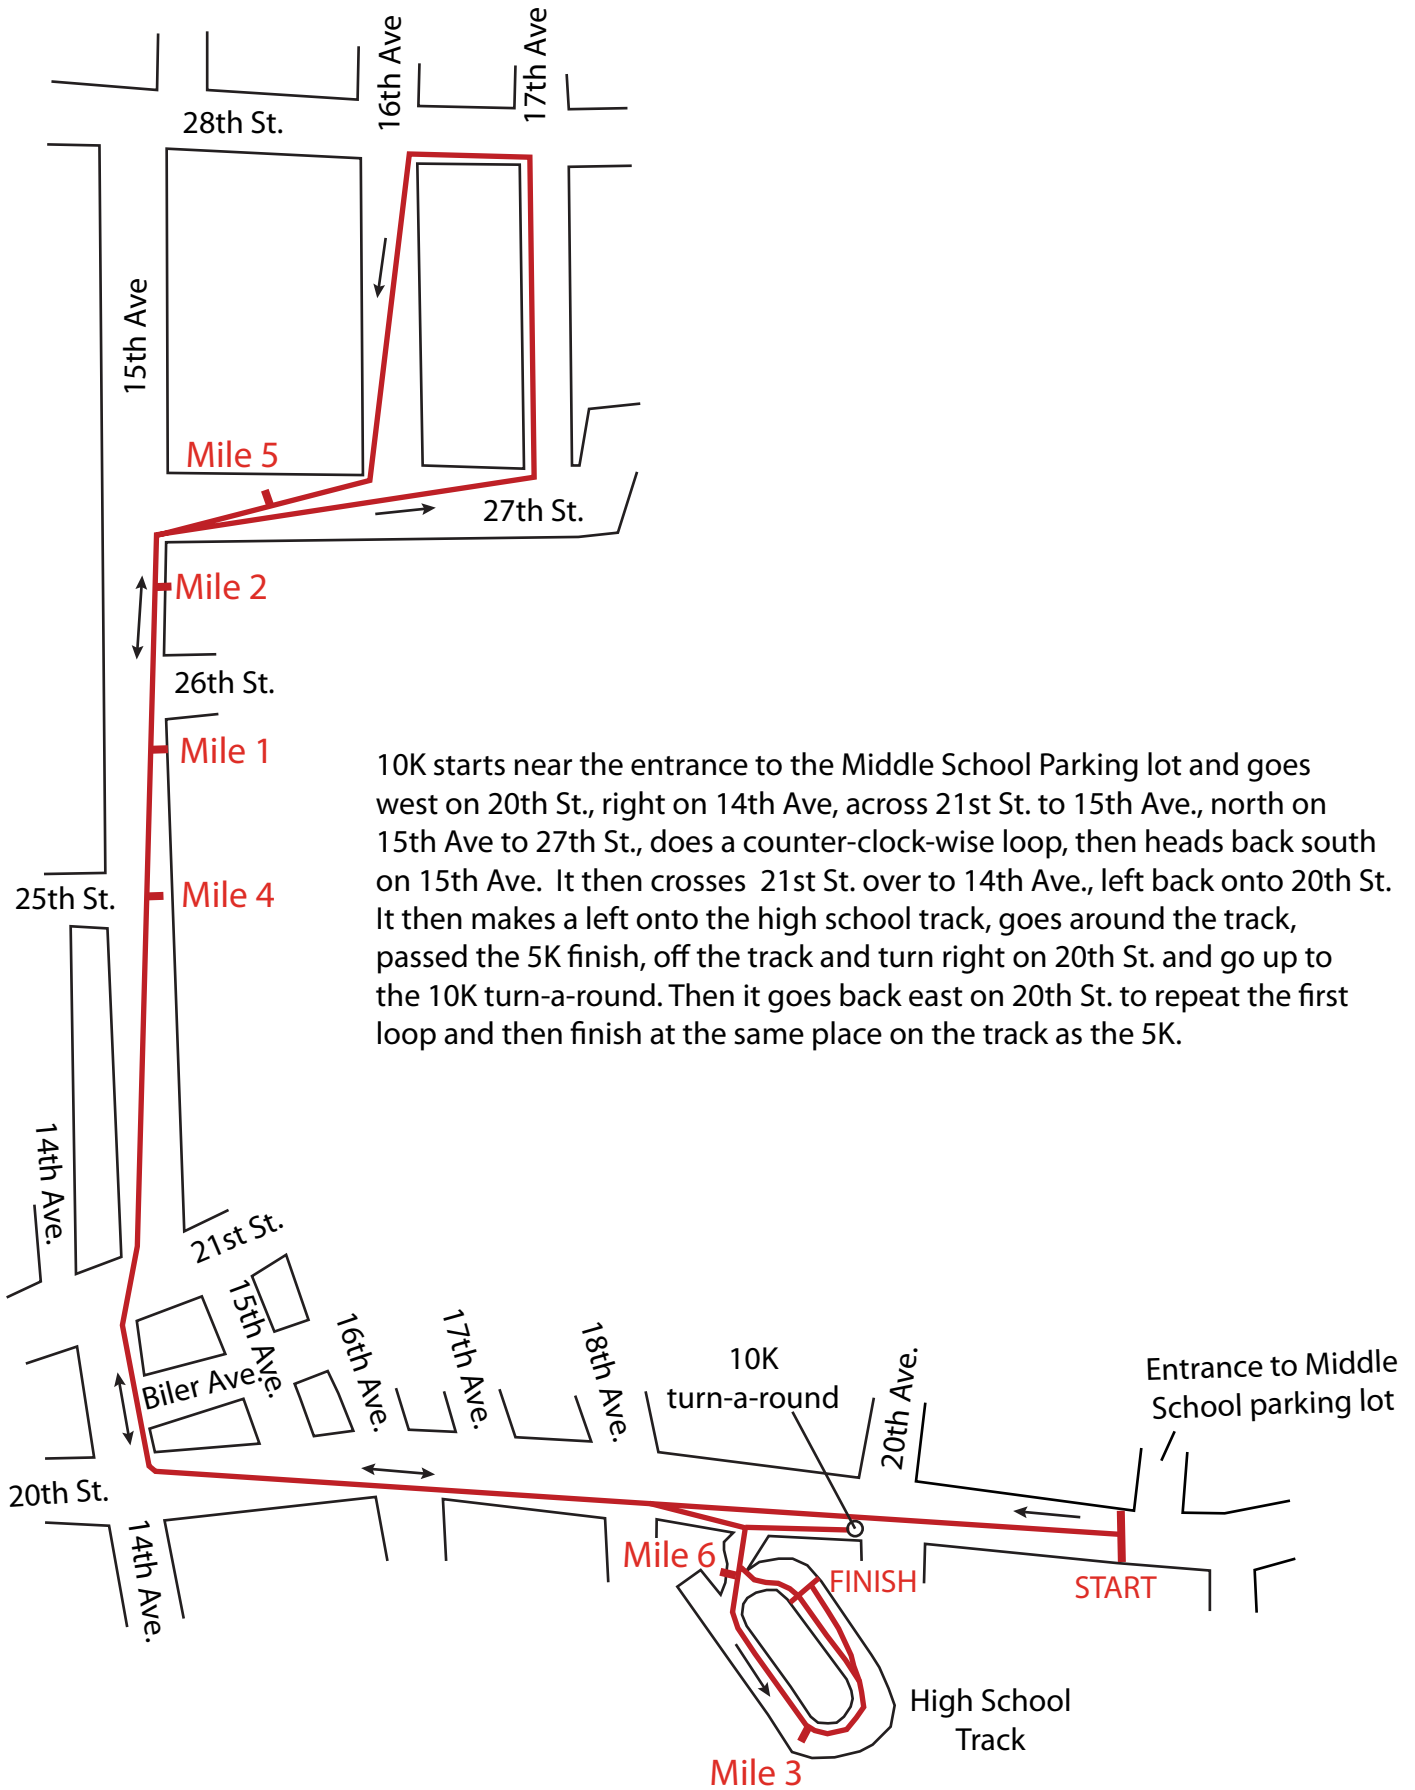 16th Ave
17th Ave
28th St.
15th Ave
Mile 5
27th St.
Mile 2
26th St.
Mile 1
10K starts near the entrance to the Middle School Parking lot and goes
west on 20th St., right on 14th Ave, across 21st St. to 15th Ave., north on
15th Ave to 27th St., does a counter-clock-wise loop, then heads back south
on 15th Ave. It then crosses 21st St. over to 14th Ave., left back onto 20th St.
It then makes a left onto the high school track, goes around the track,
passed the 5K finish, off the track and turn right on 20th St. and go up to
the 10K turn-a-round. Then it goes back east on 20th St. to repeat the first
loop and then finish at the same place on the track as the 5K.
Mile 4
25th St.
14th Ave.
21st St.
15th Ave.
16th Ave.
17th Ave.
18th Ave.
10K
turn-a-round
20th Ave.
Entrance to Middle
School parking lot
Biler Ave.
20th St.
14th Ave.
Mile 6
FINISH
START
High School
Track
Mile 3